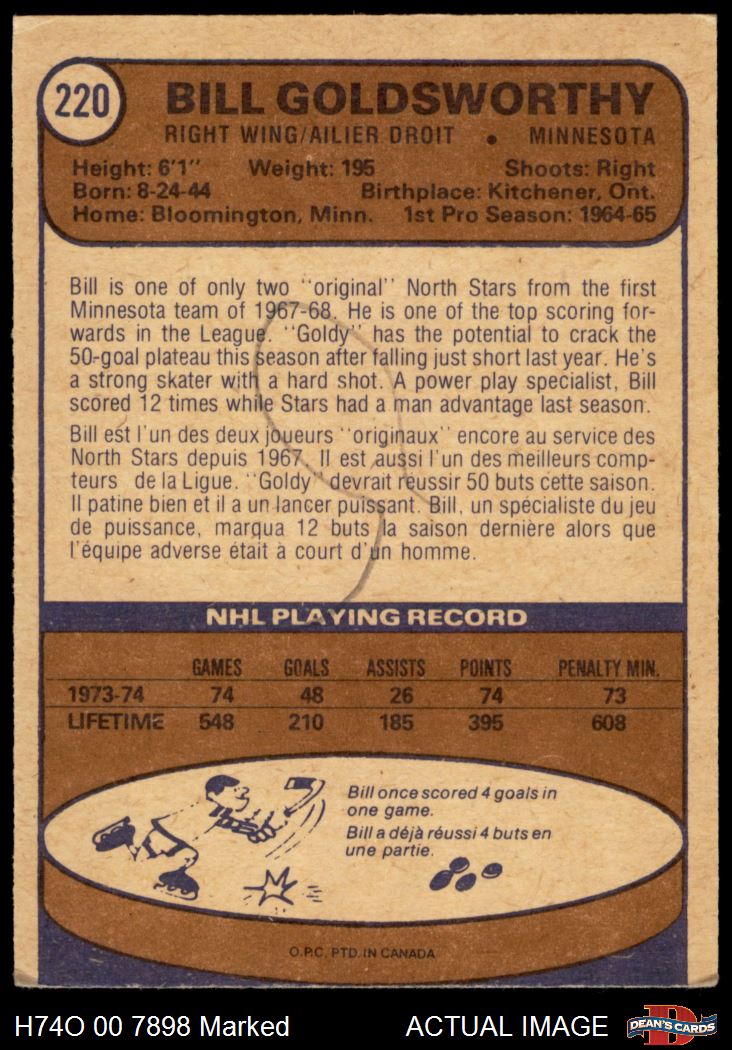 220
BILL GOLDSWORTHY
RIGHT WING/AILIER DROIT • MINNESOTA
Height: 6'1" Weight: 195 Shoots: Right
Born: 8-24-44 Birthplace: Kitchener, Ont.
Home: Bloomington, Minn. 1st Pro Season: 1964-65
Bill is one of only two "original" North Stars from the first
Minnesota team of 1967-68. He is one of the top scoring for-
wards in the League. "Goldy" has the potential to crack the
50-goal plateau this season after falling just short last year. He's
a strong skater with a hard shot. A power play specialist, Bill
scored 12 times while Stars had a man advantage last season.
Bill est l'un des deux joueurs "originaux" encore au service des
North Stars depuis 1967. Il est aussi l'un des meilleurs comp-
teurs de la Ligue. "Goldy" devrait réussir 50 buts cette saison.
Il patine bien et il a un lancer puissant. Bill, un spécialiste du jeu
de puissance, marqua 12 buts la saison dernière alors que
l'équipe adverse était à court d'un homme.
NHL PLAYING RECORD
GAMES GOALS ASSISTS POINTS PENALTY MIN.
1973-74 74 48 26 74 73
LIFETIME 548 210 185 395 608
Bill once scored 4 goals in
one game.
Bill a déjà réussi 4 buts en
une partie.
O.P.C. PTD. IN CANADA
H74O 00 7898 Marked ACTUAL IMAGE DEAN'S CARDS